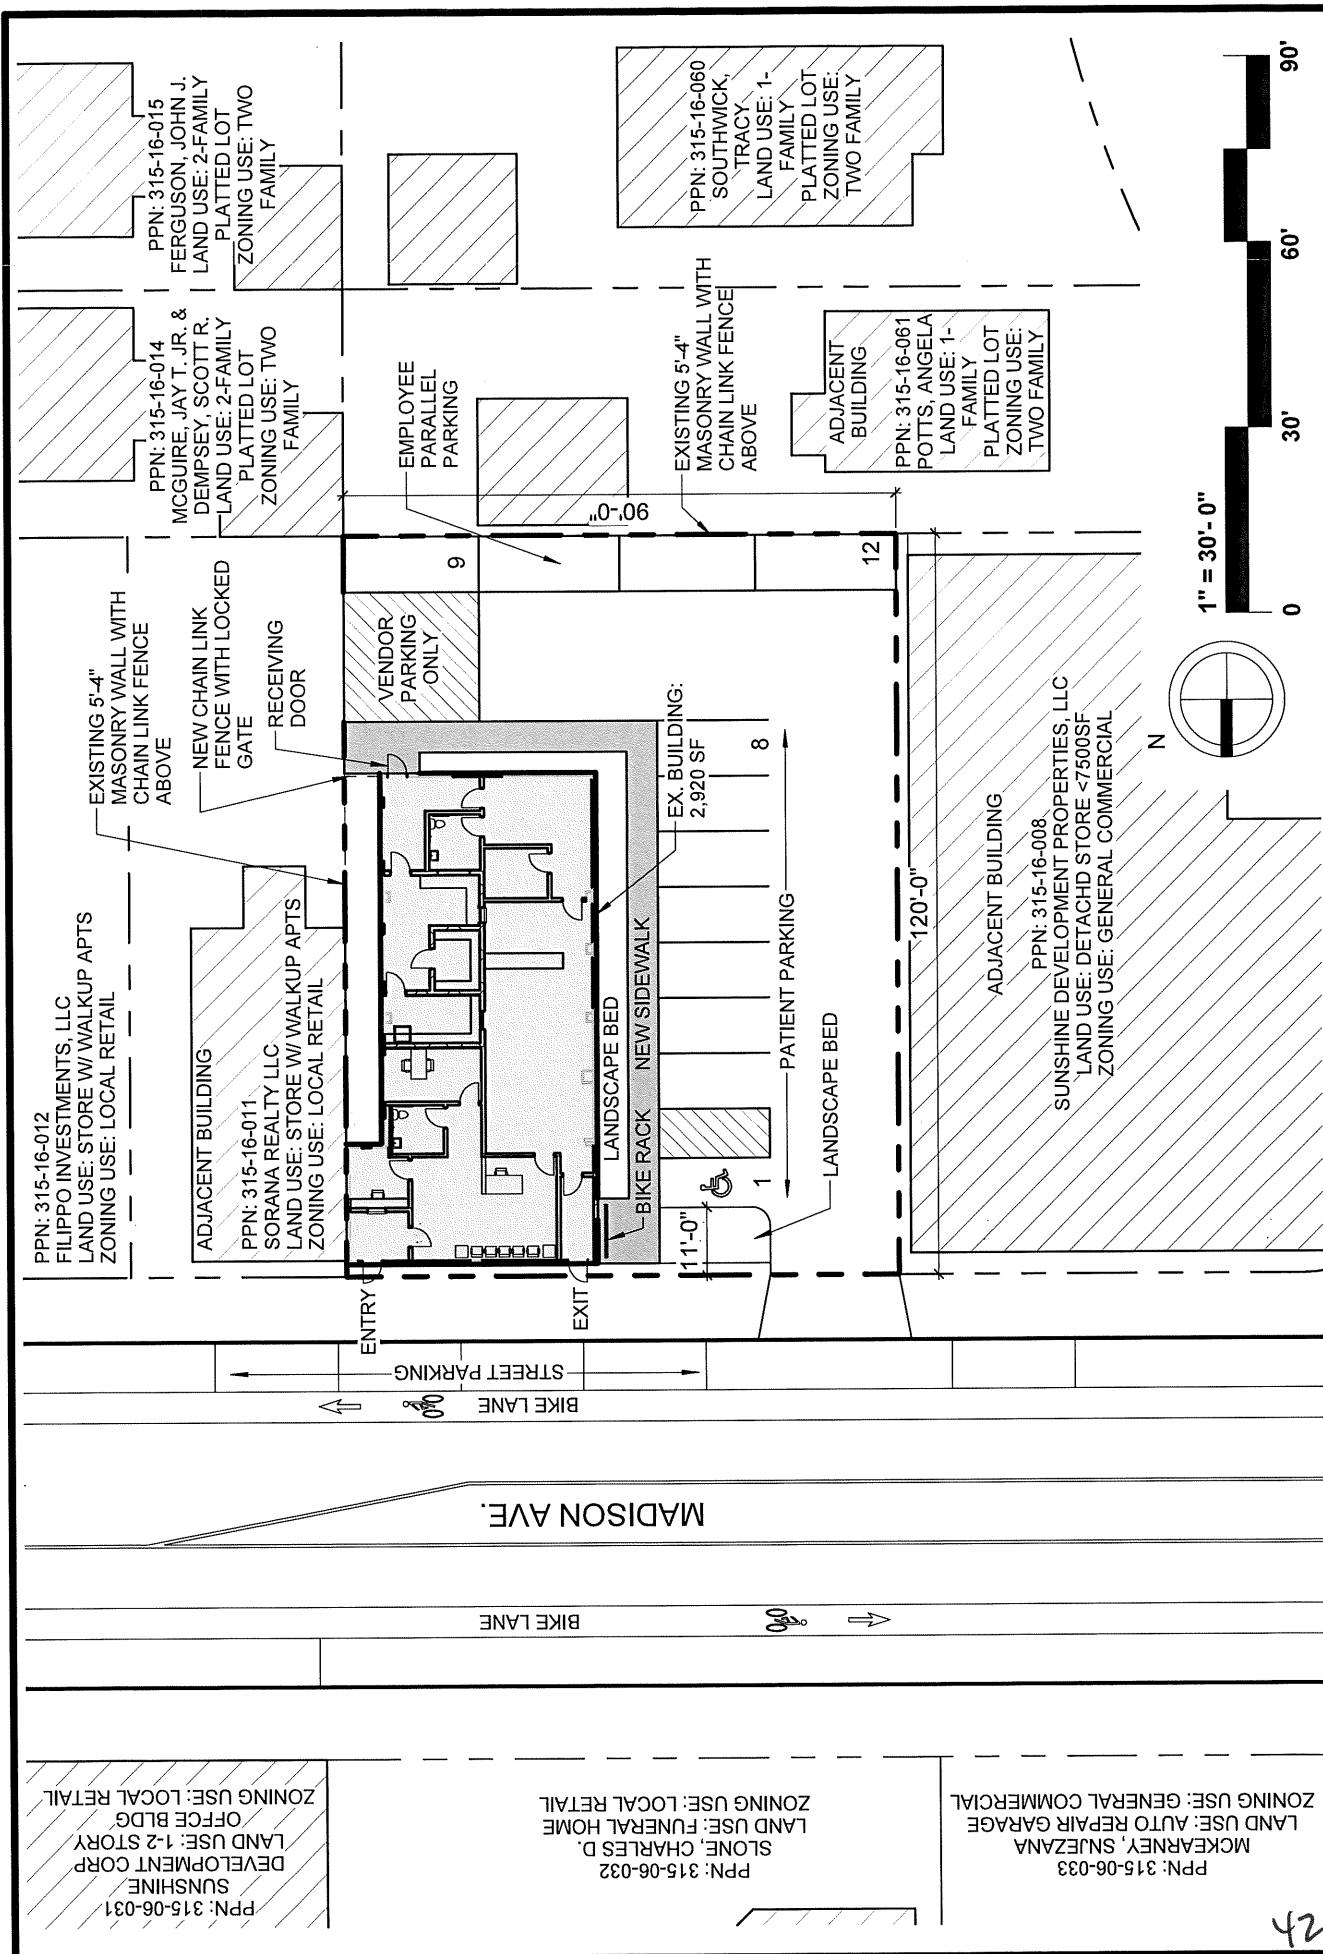 PPN: 315-16-012
FILIPPO INVESTMENTS, LLC
LAND USE: STORE W/ WALKUP APTS
ZONING USE: LOCAL RETAIL
ADJACENT BUILDING
PPN: 315-16-011
SORANA REALTY LLC
LAND USE: STORE W/ WALKUP APTS
ZONING USE: LOCAL RETAIL
EXISTING 5'-4"
MASONRY WALL WITH
CHAIN LINK FENCE
ABOVE
NEW CHAIN LINK
FENCE WITH LOCKED
GATE
RECEIVING
DOOR
PPN: 315-16-014
MCGUIRE, JAY T. JR. &
DEMPSEY, SCOTT R.
LAND USE: 2-FAMILY
PLATTED LOT
ZONING USE: TWO
FAMILY
PPN: 315-16-015
FERGUSON, JOHN J.
LAND USE: 2-FAMILY
PLATTED LOT
ZONING USE: TWO
FAMILY
VENDOR
PARKING
ONLY
9
EMPLOYEE
PARALLEL
PARKING
90'-0"
12
EXISTING 5'-4"
MASONRY WALL WITH
CHAIN LINK FENCE
ABOVE
PPN: 315-16-060
SOUTHWICK,
TRACY
LAND USE: 1-
FAMILY
PLATTED LOT
ZONING USE:
TWO FAMILY
ADJACENT
BUILDING
PPN: 315-16-061
POTTS, ANGELA
LAND USE: 1-
FAMILY
PLATTED LOT
ZONING USE:
TWO FAMILY
ENTRY
EXIT
LANDSCAPE BED
BIKE RACK
NEW SIDEWALK
EX. BUILDING:
2,920 SF
11'-0"
1
8
PATIENT PARKING
LANDSCAPE BED
120'-0"
ADJACENT BUILDING
PPN: 315-16-008
SUNSHINE DEVELOPMENT PROPERTIES, LLC
LAND USE: DETACHD STORE <7500SF
ZONING USE: GENERAL COMMERCIAL
N
1" = 30'- 0"
0
30'
60'
90'
STREET PARKING
BIKE LANE
MADISON AVE.
BIKE LANE
PPN: 315-06-031
SUNSHINE
DEVELOPMENT CORP
LAND USE: 1-2 STORY
OFFCE BLDG
ZONING USE: LOCAL RETAIL
PPN: 315-06-032
SLONE, CHARLES D.
LAND USE: FUNERAL HOME
ZONING USE: LOCAL RETAIL
PPN: 315-06-033
MCKEARNEY, SNJEZANA
LAND USE: AUTO REPAIR GARAGE
ZONING USE: GENERAL COMMERCIAL
42